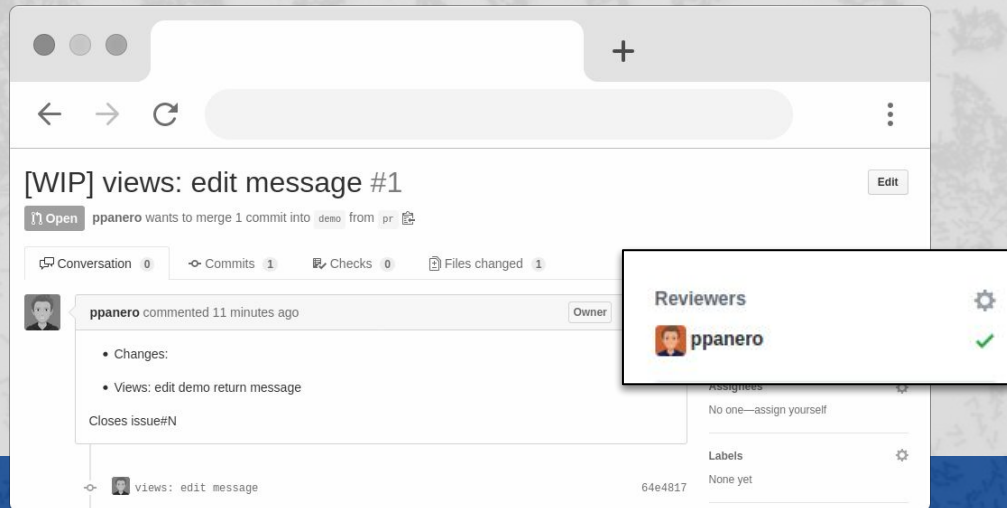 [WIP] views: edit message #1
Edit
Open ppanero wants to merge 1 commit into demo from pr
Conversation 0 Commits 1 Checks 0 Files changed 1
ppanero commented 11 minutes ago Owner
• Changes:
• Views: edit demo return message
Closes issue#N
views: edit message 64e4817
Reviewers
ppanero
Assignees
No one—assign yourself
Labels
None yet